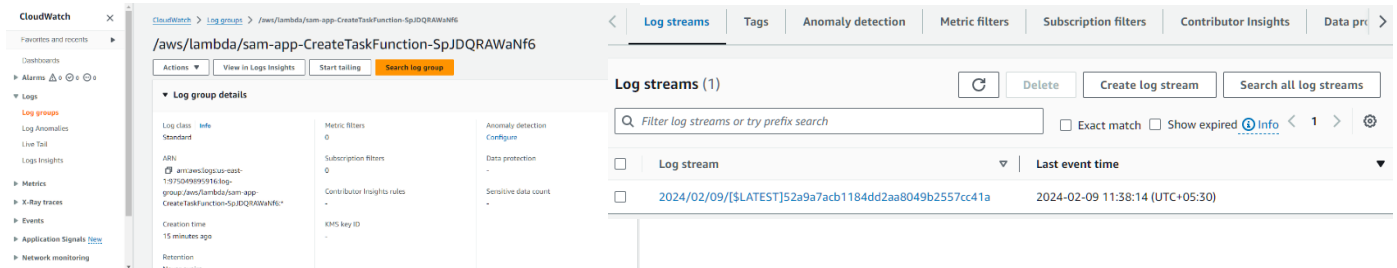 CloudWatch
Favorites and recents
Dashboards
Alarms 0 0 0
Logs
Log groups
Log Anomalies
Live Tail
Logs Insights
Metrics
X-Ray traces
Events
Application Signals New
Network monitoring
CloudWatch > Log groups > /aws/lambda/sam-app-CreateTaskFunction-SpJDQRAWaNf6
/aws/lambda/sam-app-CreateTaskFunction-SpJDQRAWaNf6
Actions View in Logs Insights Start tailing Search log group
Log group details
Log class Info
Standard
ARN
arn:aws:logs:us-east-
1:975049895916:log-
group:/aws/lambda/sam-app-
CreateTaskFunction-SpJDQRAWaNf6:*
Creation time
15 minutes ago
Retention
Metric filters
0
Subscription filters
0
Contributor Insights rules
-
KMS key ID
-
Anomaly detection
Configure
Data protection
-
Sensitive data count
-
Log streams Tags Anomaly detection Metric filters Subscription filters Contributor Insights Data pro
Log streams (1)
Delete Create log stream Search all log streams
Filter log streams or try prefix search
Exact match Show expired Info < 1 >
Log stream Last event time
2024/02/09/[$LATEST]52a9a7acb1184dd2aa8049b2557cc41a 2024-02-09 11:38:14 (UTC+05:30)